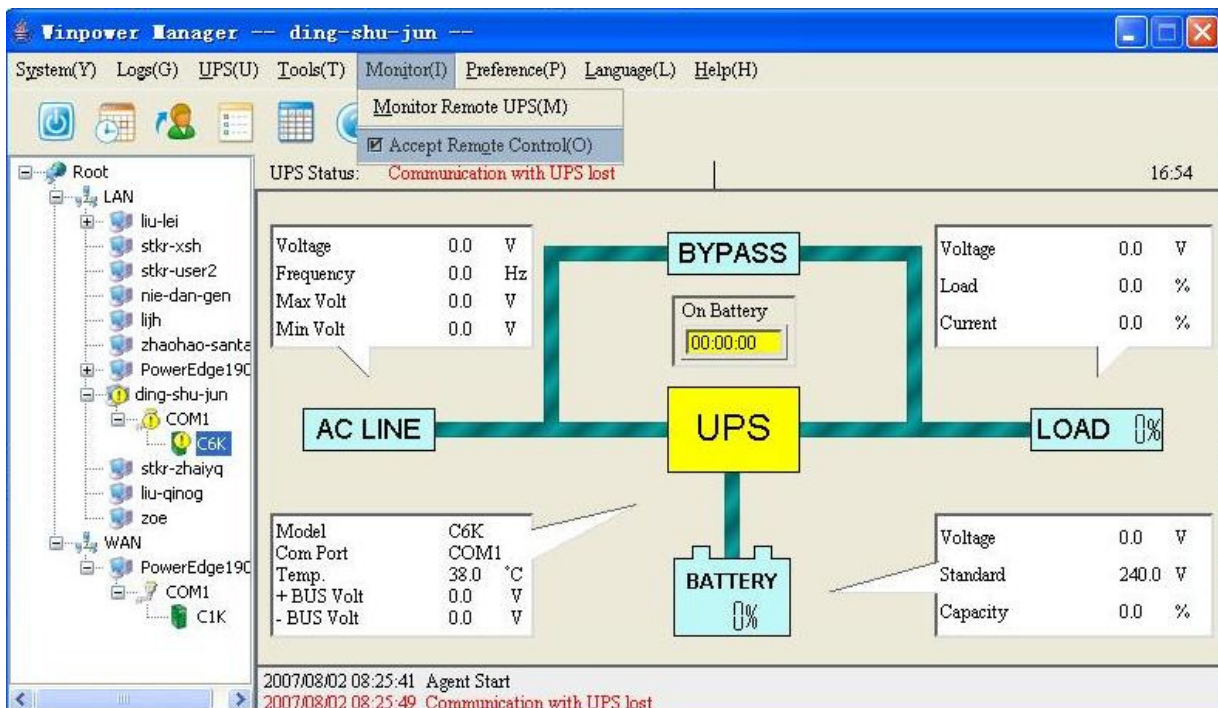 Winpower Manager -- ding-shu-jun --
System(Y) Logs(G) UPS(U) Tools(T) Monitor(I) Preference(P) Language(L) Help(H)
Monitor Remote UPS(M)
Accept Remote Control(O)
UPS Status: Communication with UPS lost 16:54
Root
LAN
liu-lei
stkr-xsh
stkr-user2
nie-dan-gen
lijh
zhaohao-santa
PowerEdge190
ding-shu-jun
COM1
C6K
stkr-zhaiyq
liu-qinog
zoe
WAN
PowerEdge190
COM1
C1K
Voltage 0.0 V
Frequency 0.0 Hz
Max Volt 0.0 V
Min Volt 0.0 V
BYPASS
On Battery
00:00:00
Voltage 0.0 V
Load 0.0 %
Current 0.0 %
AC LINE
UPS
LOAD 0%
Model C6K
Com Port COM1
Temp. 38.0 °C
+ BUS Volt 0.0 V
- BUS Volt 0.0 V
BATTERY
0%
Voltage 0.0 V
Standard 240.0 V
Capacity 0.0 %
2007/08/02 08:25:41 Agent Start
2007/08/02 08:25:49 Communication with UPS lost